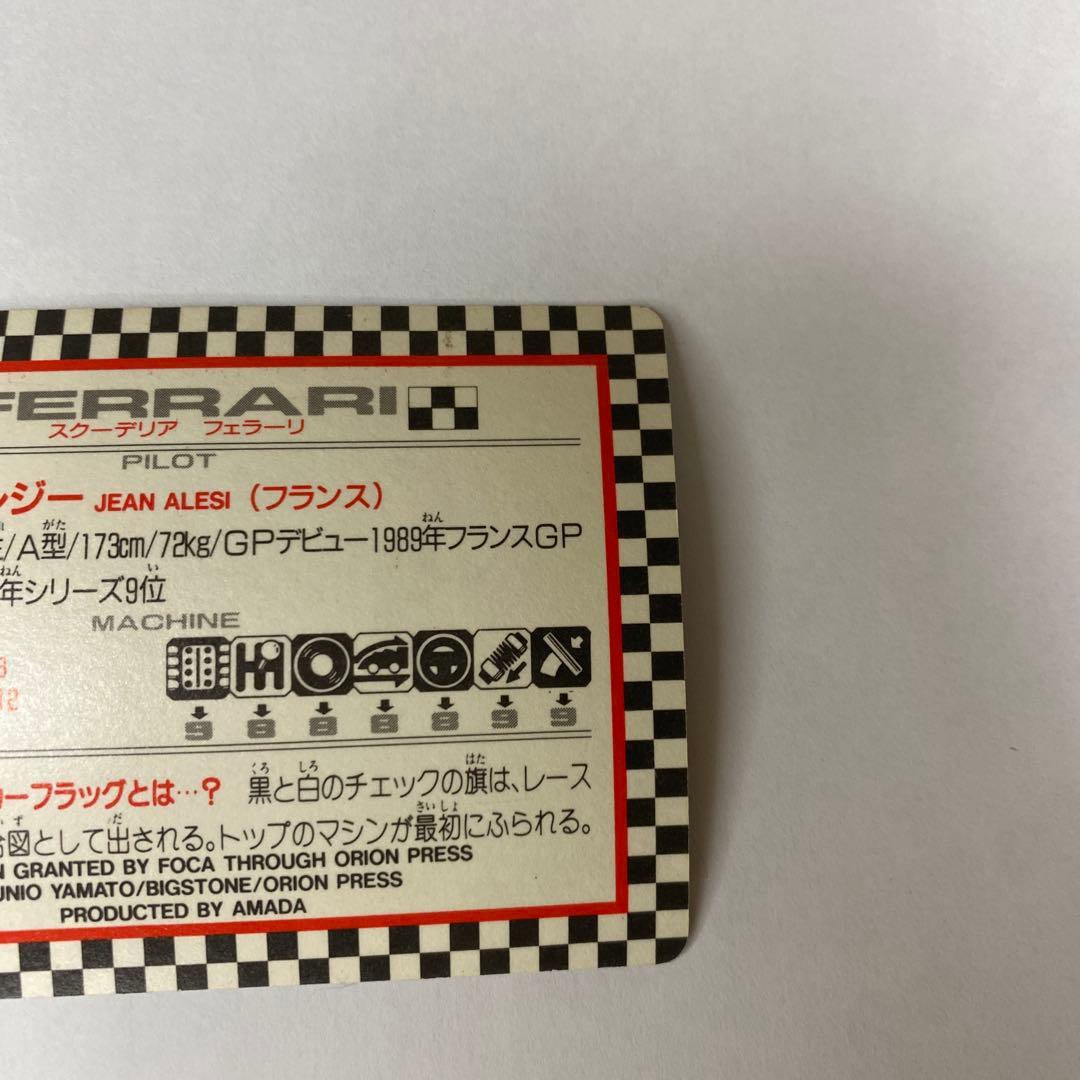 FERRARI
スクーデリア フェラーリ
PILOT
ジー JEAN ALESI（フランス）
/A型/173cm/72kg/GPデビュー1989年フランスGP
年シリーズ9位
MACHINE
9 8 8 8 8 9 9
ーフラッグとは…? 黒と白のチェックの旗は、レース
図として出される。トップのマシンが最初にふられる。
N GRANTED BY FOCA THROUGH ORION PRESS
UNIO YAMATO/BIGSTONE/ORION PRESS
PRODUCTED BY AMADA